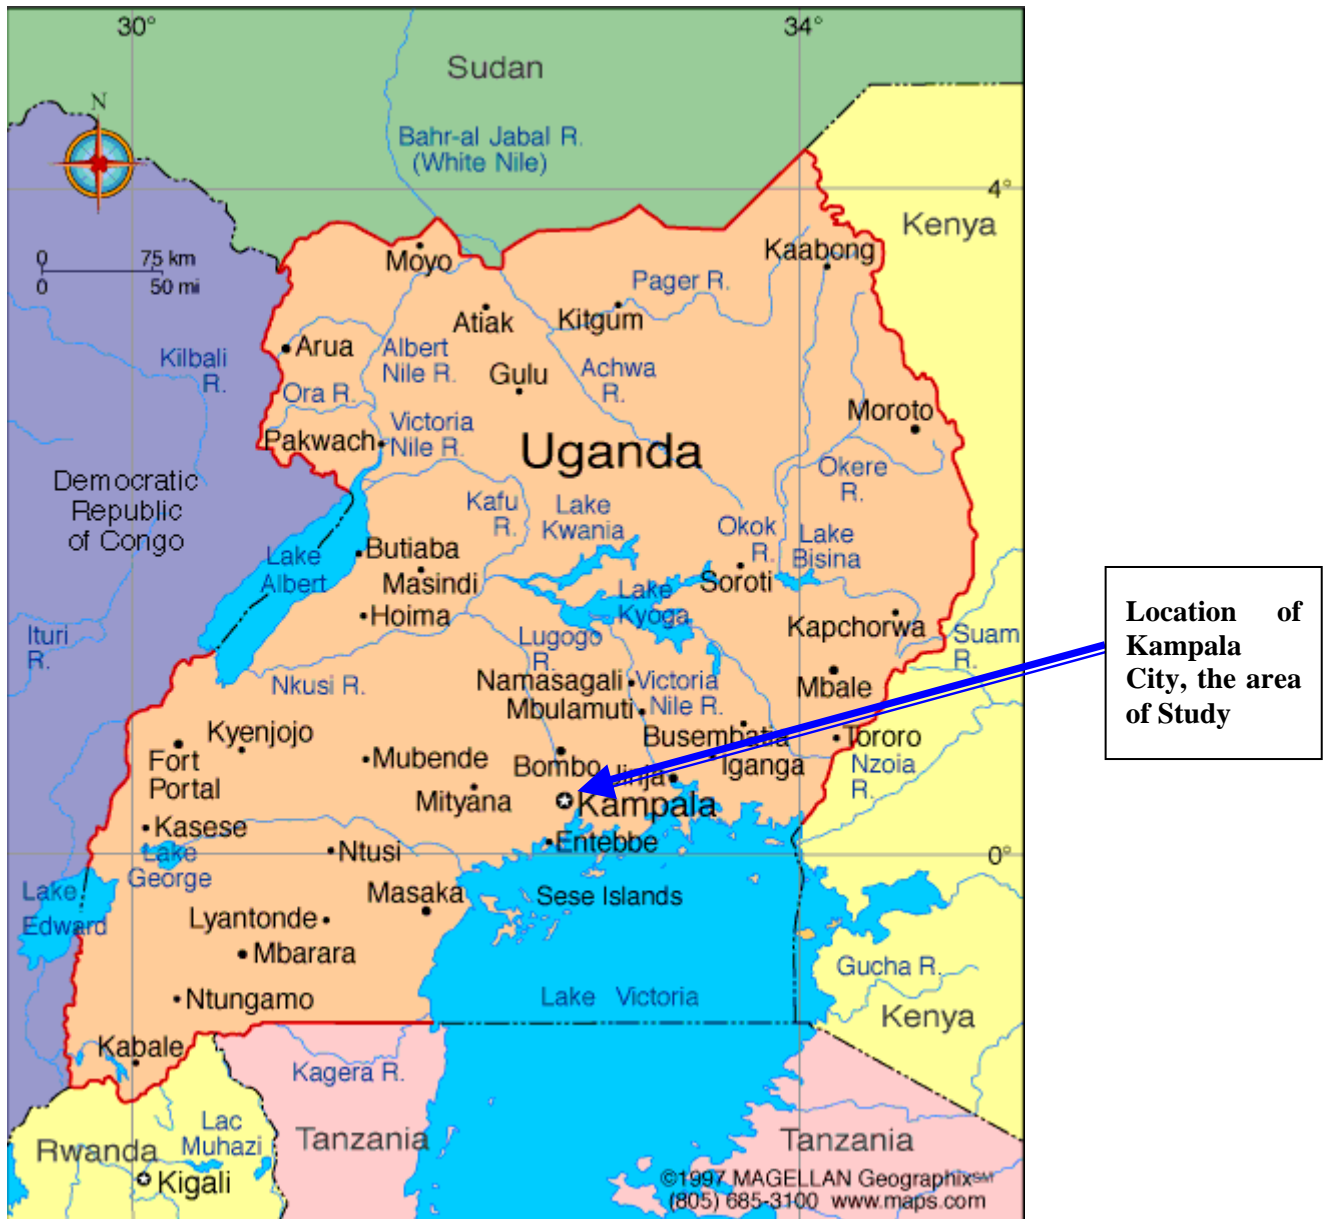 30°
34°
Sudan
N
Bahr-al Jabal R.
(White Nile)
4°
Kenya
0
75 km
0
50 mi
Moyo
Kaabong
Pager R.
Atiak
Kitgum
Arua
Albert
Nile R.
Kilbali
R.
Achwa
R.
Gulu
Ora R.
Moroto
Victoria
Nile R.
Pakwach
Uganda
Okere
R.
Democratic
Republic
of Congo
Kafu
R.
Lake
Kwania
Okok
R.
Lake
Bisina
Butiaba
Lake
Albert
Masindi
Soroti
Lake
Kyoga
Hoima
Kapchorwa
Location of
Kampala
City, the area
of Study
Ituri
R.
Lugogo
R.
Suam
R.
Nkusi R.
Namasagali
Victoria
Nile R.
Mbale
Mbulamuti
Kyenjojo
Busembatia
Tororo
Fort
Portal
Mubende
Bombo
Jinja
Iganga
Nzoia
R.
Mityana
Kampala
Kasese
Entebbe
Lake
George
Ntusi
0°
Lake
Edward
Masaka
Sese Islands
Lyantonde
Mbarara
Gucha R.
Ntungamo
Lake Victoria
Kenya
Kabale
Kagera R.
Lac
Muhazi
Tanzania
Tanzania
Rwanda
Kigali
©1997 MAGELLAN Geographix℠
(805) 685-3100 www.maps.com